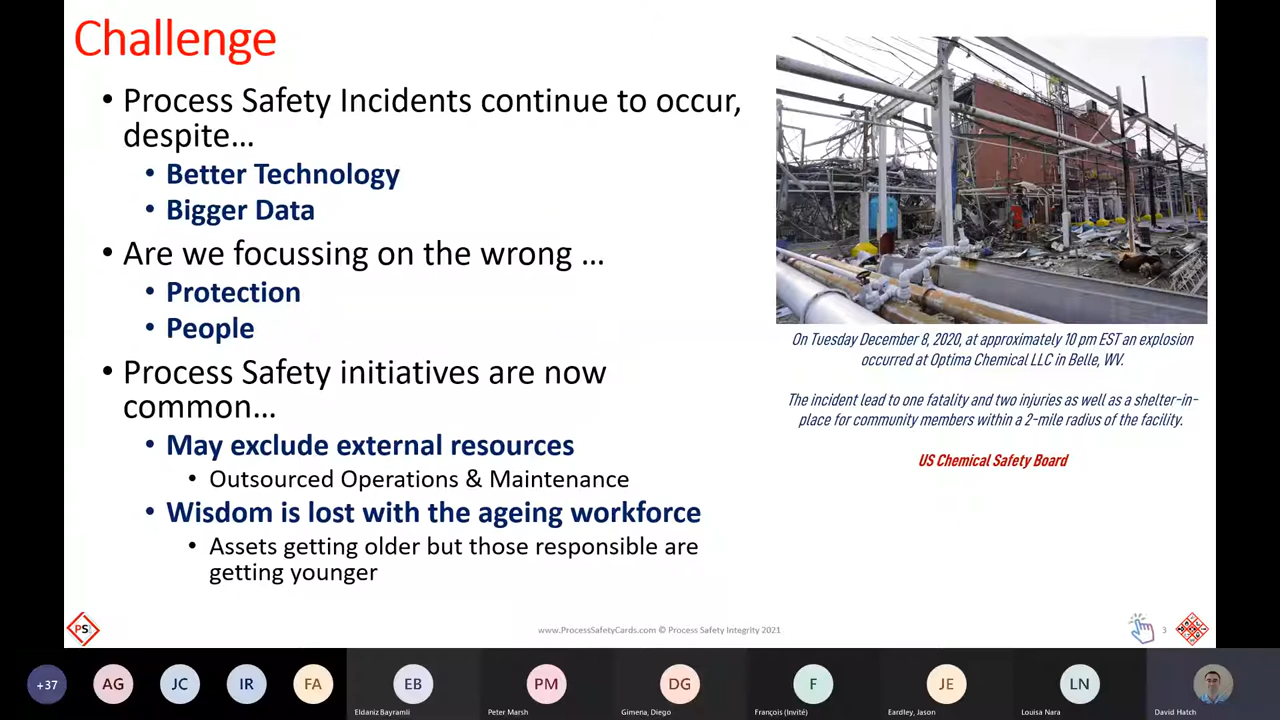 Challenge
• Process Safety Incidents continue to occur,
despite…
• Better Technology
• Bigger Data
• Are we focussing on the wrong …
• Protection
• People
• Process Safety initiatives are now
common…
• May exclude external resources
• Outsourced Operations & Maintenance
• Wisdom is lost with the ageing workforce
• Assets getting older but those responsible are
getting younger
On Tuesday December 8, 2020, at approximately 10 pm EST an explosion
occurred at Optima Chemical LLC in Belle, WV.
The incident lead to one fatality and two injuries as well as a shelter-in-
place for community members within a 2-mile radius of the facility.
US Chemical Safety Board
PS
www.ProcessSafetyCards.com © Process Safety Integrity 2021
3
+37
AG
JC
IR
FA
EB
PM
DG
F
JE
LN
Eldaniz Bayramli
Peter Marsh
Gimena, Diego
François (Invité)
Eardley, Jason
Louisa Nara
David Hatch